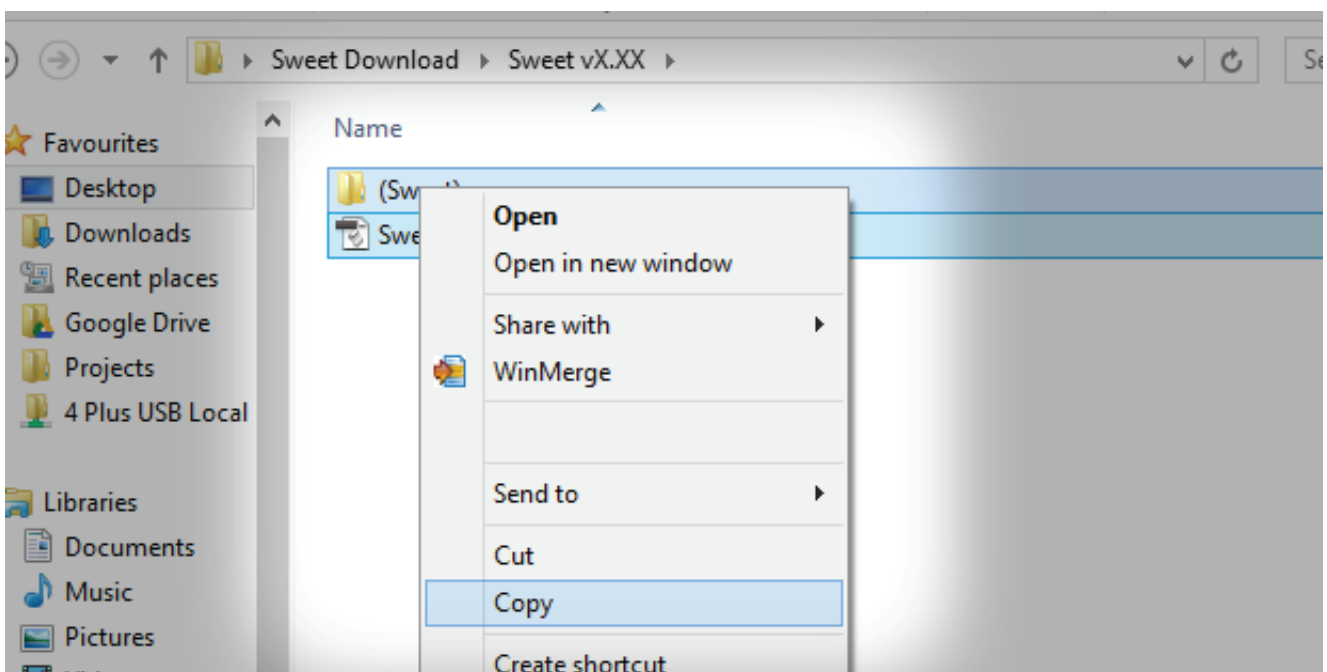 Sweet Download Sweet vX.XX
Name
Favourites
Desktop
Downloads
Recent places
Google Drive
Projects
4 Plus USB Local
Libraries
Documents
Music
Pictures
Open
Open in new window
Share with
WinMerge
Send to
Cut
Copy
Create shortcut